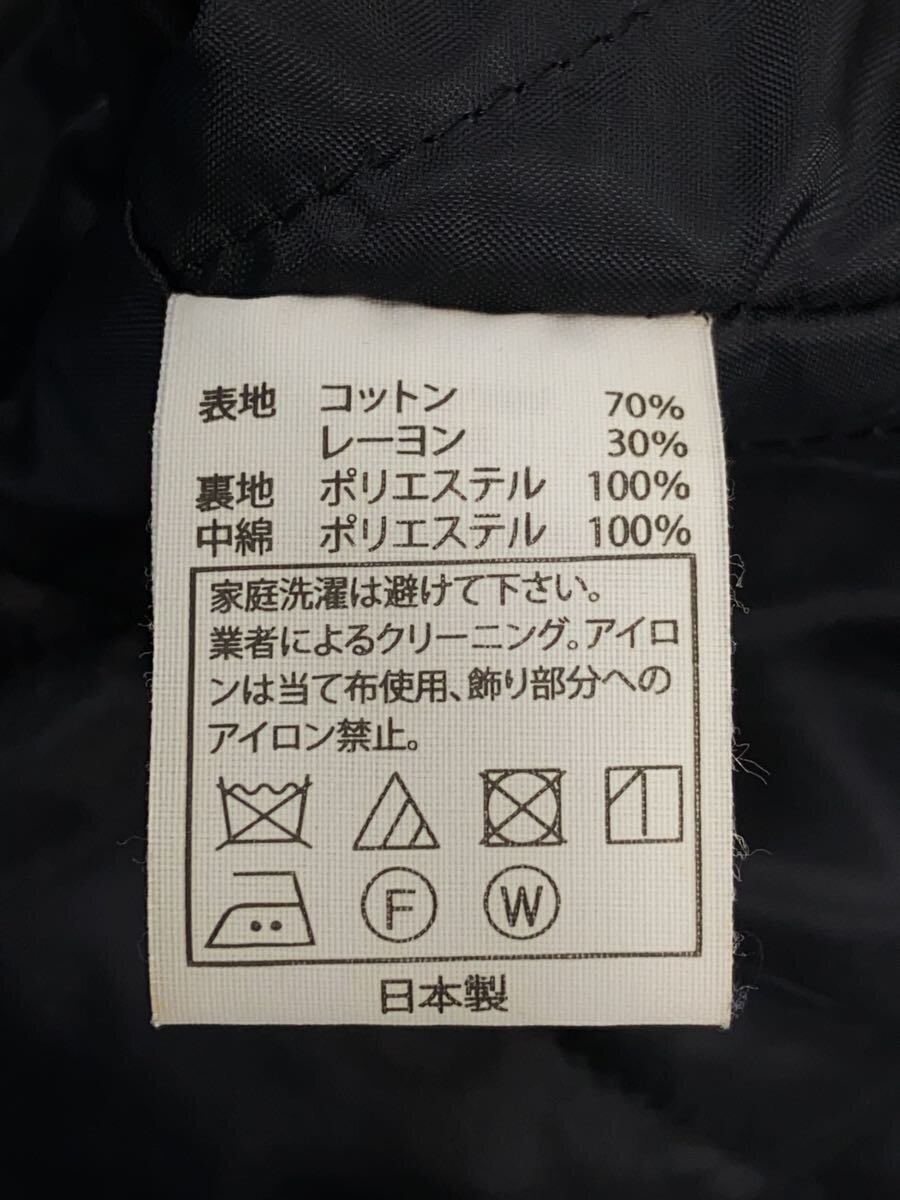 表地 コットン 70%
レーヨン 30%
裏地 ポリエステル 100%
中綿 ポリエステル 100%
家庭洗濯は避けて下さい。
業者によるクリーニング。アイロ
ンは当て布使用、飾り部分への
アイロン禁止。
F W
日本製